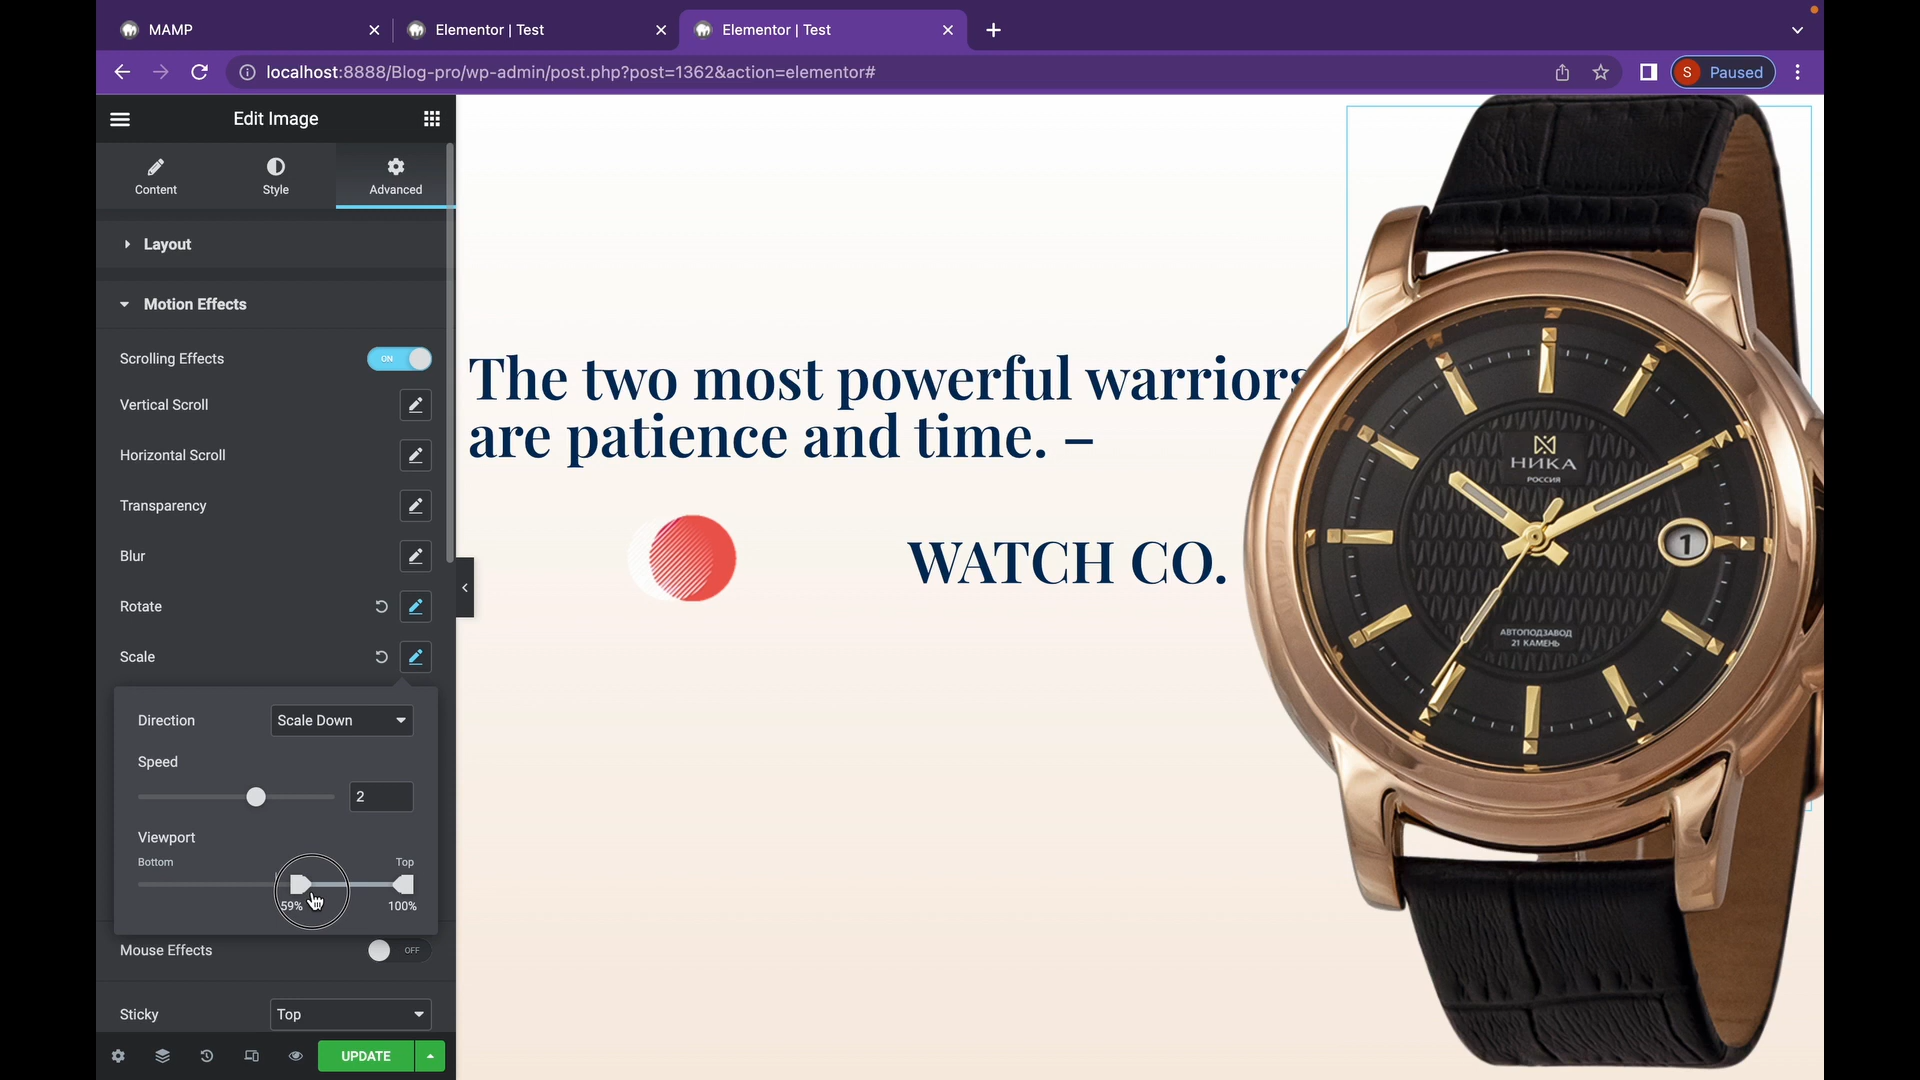 MAMP
Elementor | Test
Elementor | Test
localhost:8888/Blog-pro/wp-admin/post.php?post=1362&action=elementor#
S
Paused
Edit Image
Content
Style
Advanced
Layout
Motion Effects
Scrolling Effects
ON
Vertical Scroll
Horizontal Scroll
Transparency
Blur
Rotate
Scale
Direction
Scale Down
Speed
2
Viewport
Bottom
Top
59%
100%
Mouse Effects
OFF
Sticky
Top
UPDATE
The two most powerful warriors
are patience and time. –
WATCH CO.
НИКА
РОССИЯ
1
АВТОПОДЗАВОД
21 КАМЕНЬ